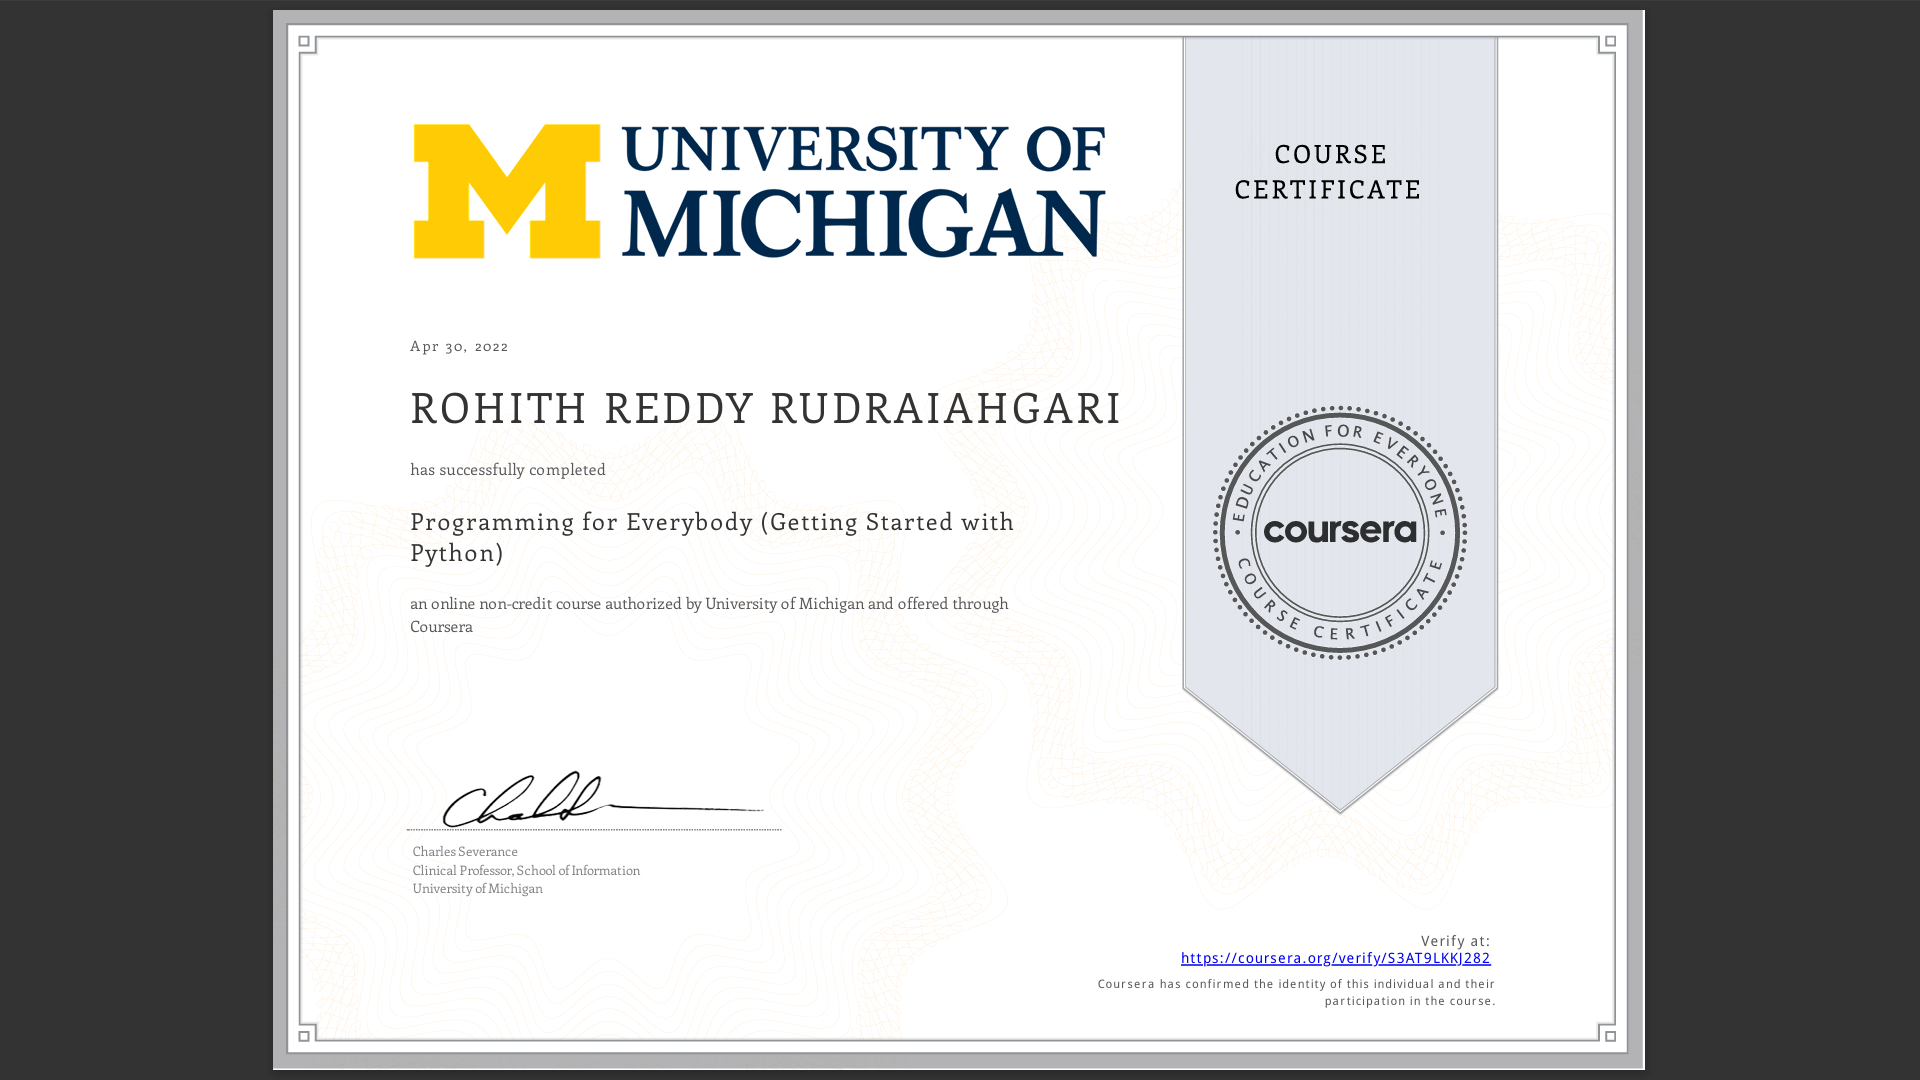 UNIVERSITY OF
MICHIGAN
COURSE
CERTIFICATE
Apr 30, 2022
ROHITH REDDY RUDRAIAHGARI
has successfully completed
Programming for Everybody (Getting Started with
Python)
an online non-credit course authorized by University of Michigan and offered through
Coursera
EDUCATION FOR EVERYONE
coursera
COURSE CERTIFICATE
Charles Severance
Clinical Professor, School of Information
University of Michigan
Verify at:
https://coursera.org/verify/S3AT9LKKJ282
Coursera has confirmed the identity of this individual and their
participation in the course.